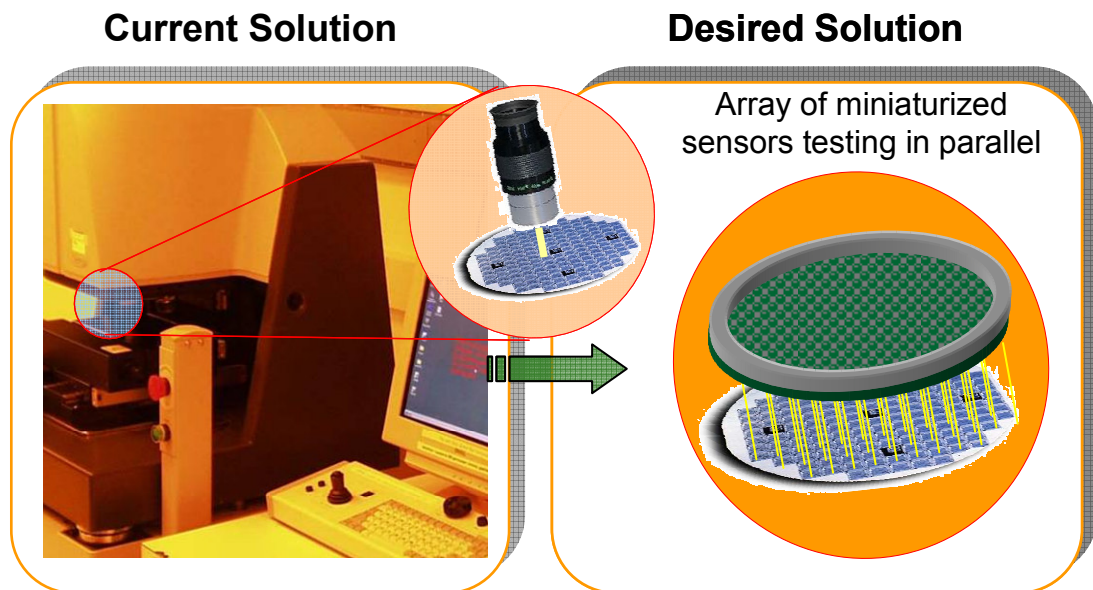 Current Solution
Desired Solution
Array of miniaturized
sensors testing in parallel